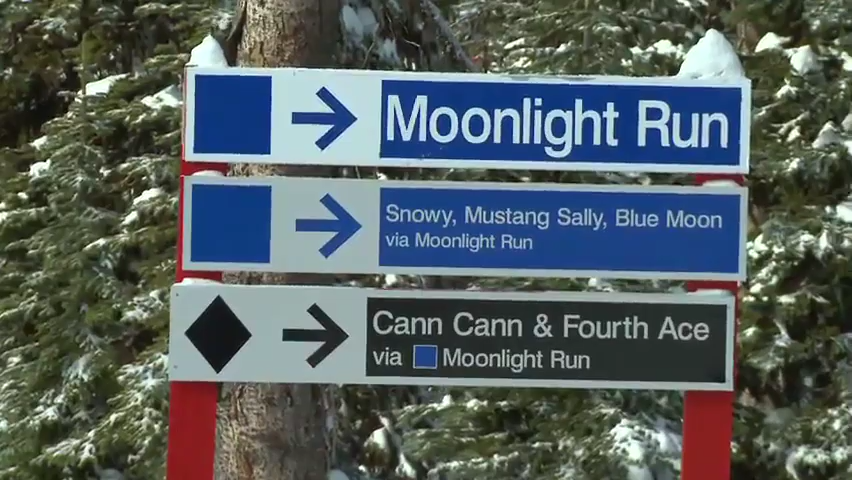 Moonlight Run
Snowy, Mustang Sally, Blue Moon
via Moonlight Run
Cann Cann & Fourth Ace
via Moonlight Run